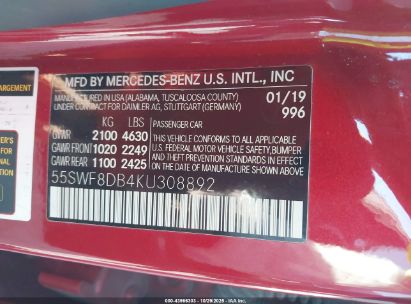 ENLARGEMENT
MFD BY MERCEDES-BENZ U.S. INTL., INC
MANUFACTURED IN USA (ALABAMA, TUSCALOOSA COUNTY)
UNDER CONTRACT FOR DAIMLER AG, STUTTGART (GERMANY)
01/19
996
KG LBS
GVWR 2100 4630
GAWR FRONT 1020 2249
GAWR REAR 1100 2425
PASSENGER CAR
THIS VEHICLE CONFORMS TO ALL APPLICABLE
FEDERAL MOTOR VEHICLE SAFETY, BUMPER,
AND THEFT PREVENTION STANDARDS IN EFFECT
ON THE DATE OF MANUFACTURE SHOWN ABOVE
55SWF8DB4KU308892